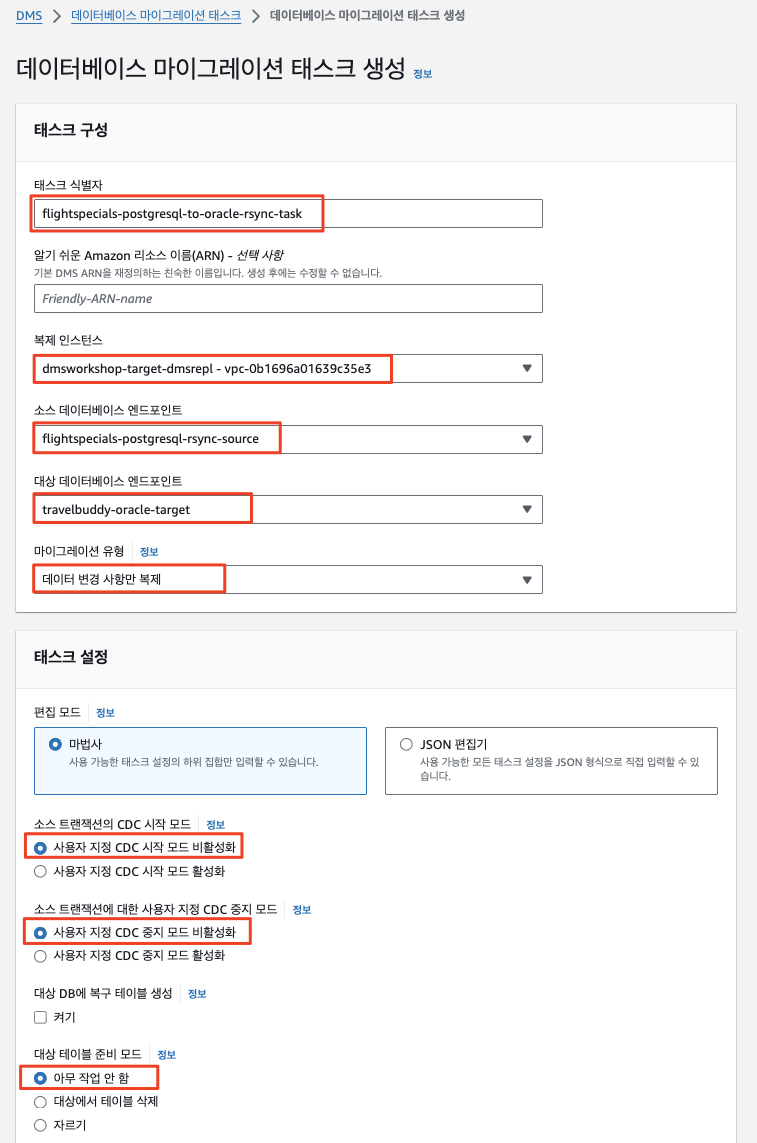 DMS > 데이터베이스 마이그레이션 태스크 > 데이터베이스 마이그레이션 태스크 생성
데이터베이스 마이그레이션 태스크 생성 정보
태스크 구성
태스크 식별자
flightspecials-postgresql-to-oracle-rsync-task
알기 쉬운 Amazon 리소스 이름(ARN) - 선택 사항
기본 DMS ARN을 재정의하는 친숙한 이름입니다. 생성 후에는 수정할 수 없습니다.
Friendly-ARN-name
복제 인스턴스
dmsworkshop-target-dmsrepl - vpc-0b1696a01639c35e3
소스 데이터베이스 엔드포인트
flightspecials-postgresql-rsync-source
대상 데이터베이스 엔드포인트
travelbuddy-oracle-target
마이그레이션 유형 정보
데이터 변경 사항만 복제
태스크 설정
편집 모드 정보
마법사
사용 가능한 태스크 설정의 하위 집합만 입력할 수 있습니다.
JSON 편집기
사용 가능한 모든 태스크 설정을 JSON 형식으로 직접 입력할 수 있
습니다.
소스 트랜잭션의 CDC 시작 모드 정보
사용자 지정 CDC 시작 모드 비활성화
사용자 지정 CDC 시작 모드 활성화
소스 트랜잭션에 대한 사용자 지정 CDC 중지 모드 정보
사용자 지정 CDC 중지 모드 비활성화
사용자 지정 CDC 중지 모드 활성화
대상 DB에 복구 테이블 생성 정보
켜기
대상 테이블 준비 모드 정보
아무 작업 안 함
대상에서 테이블 삭제
자르기